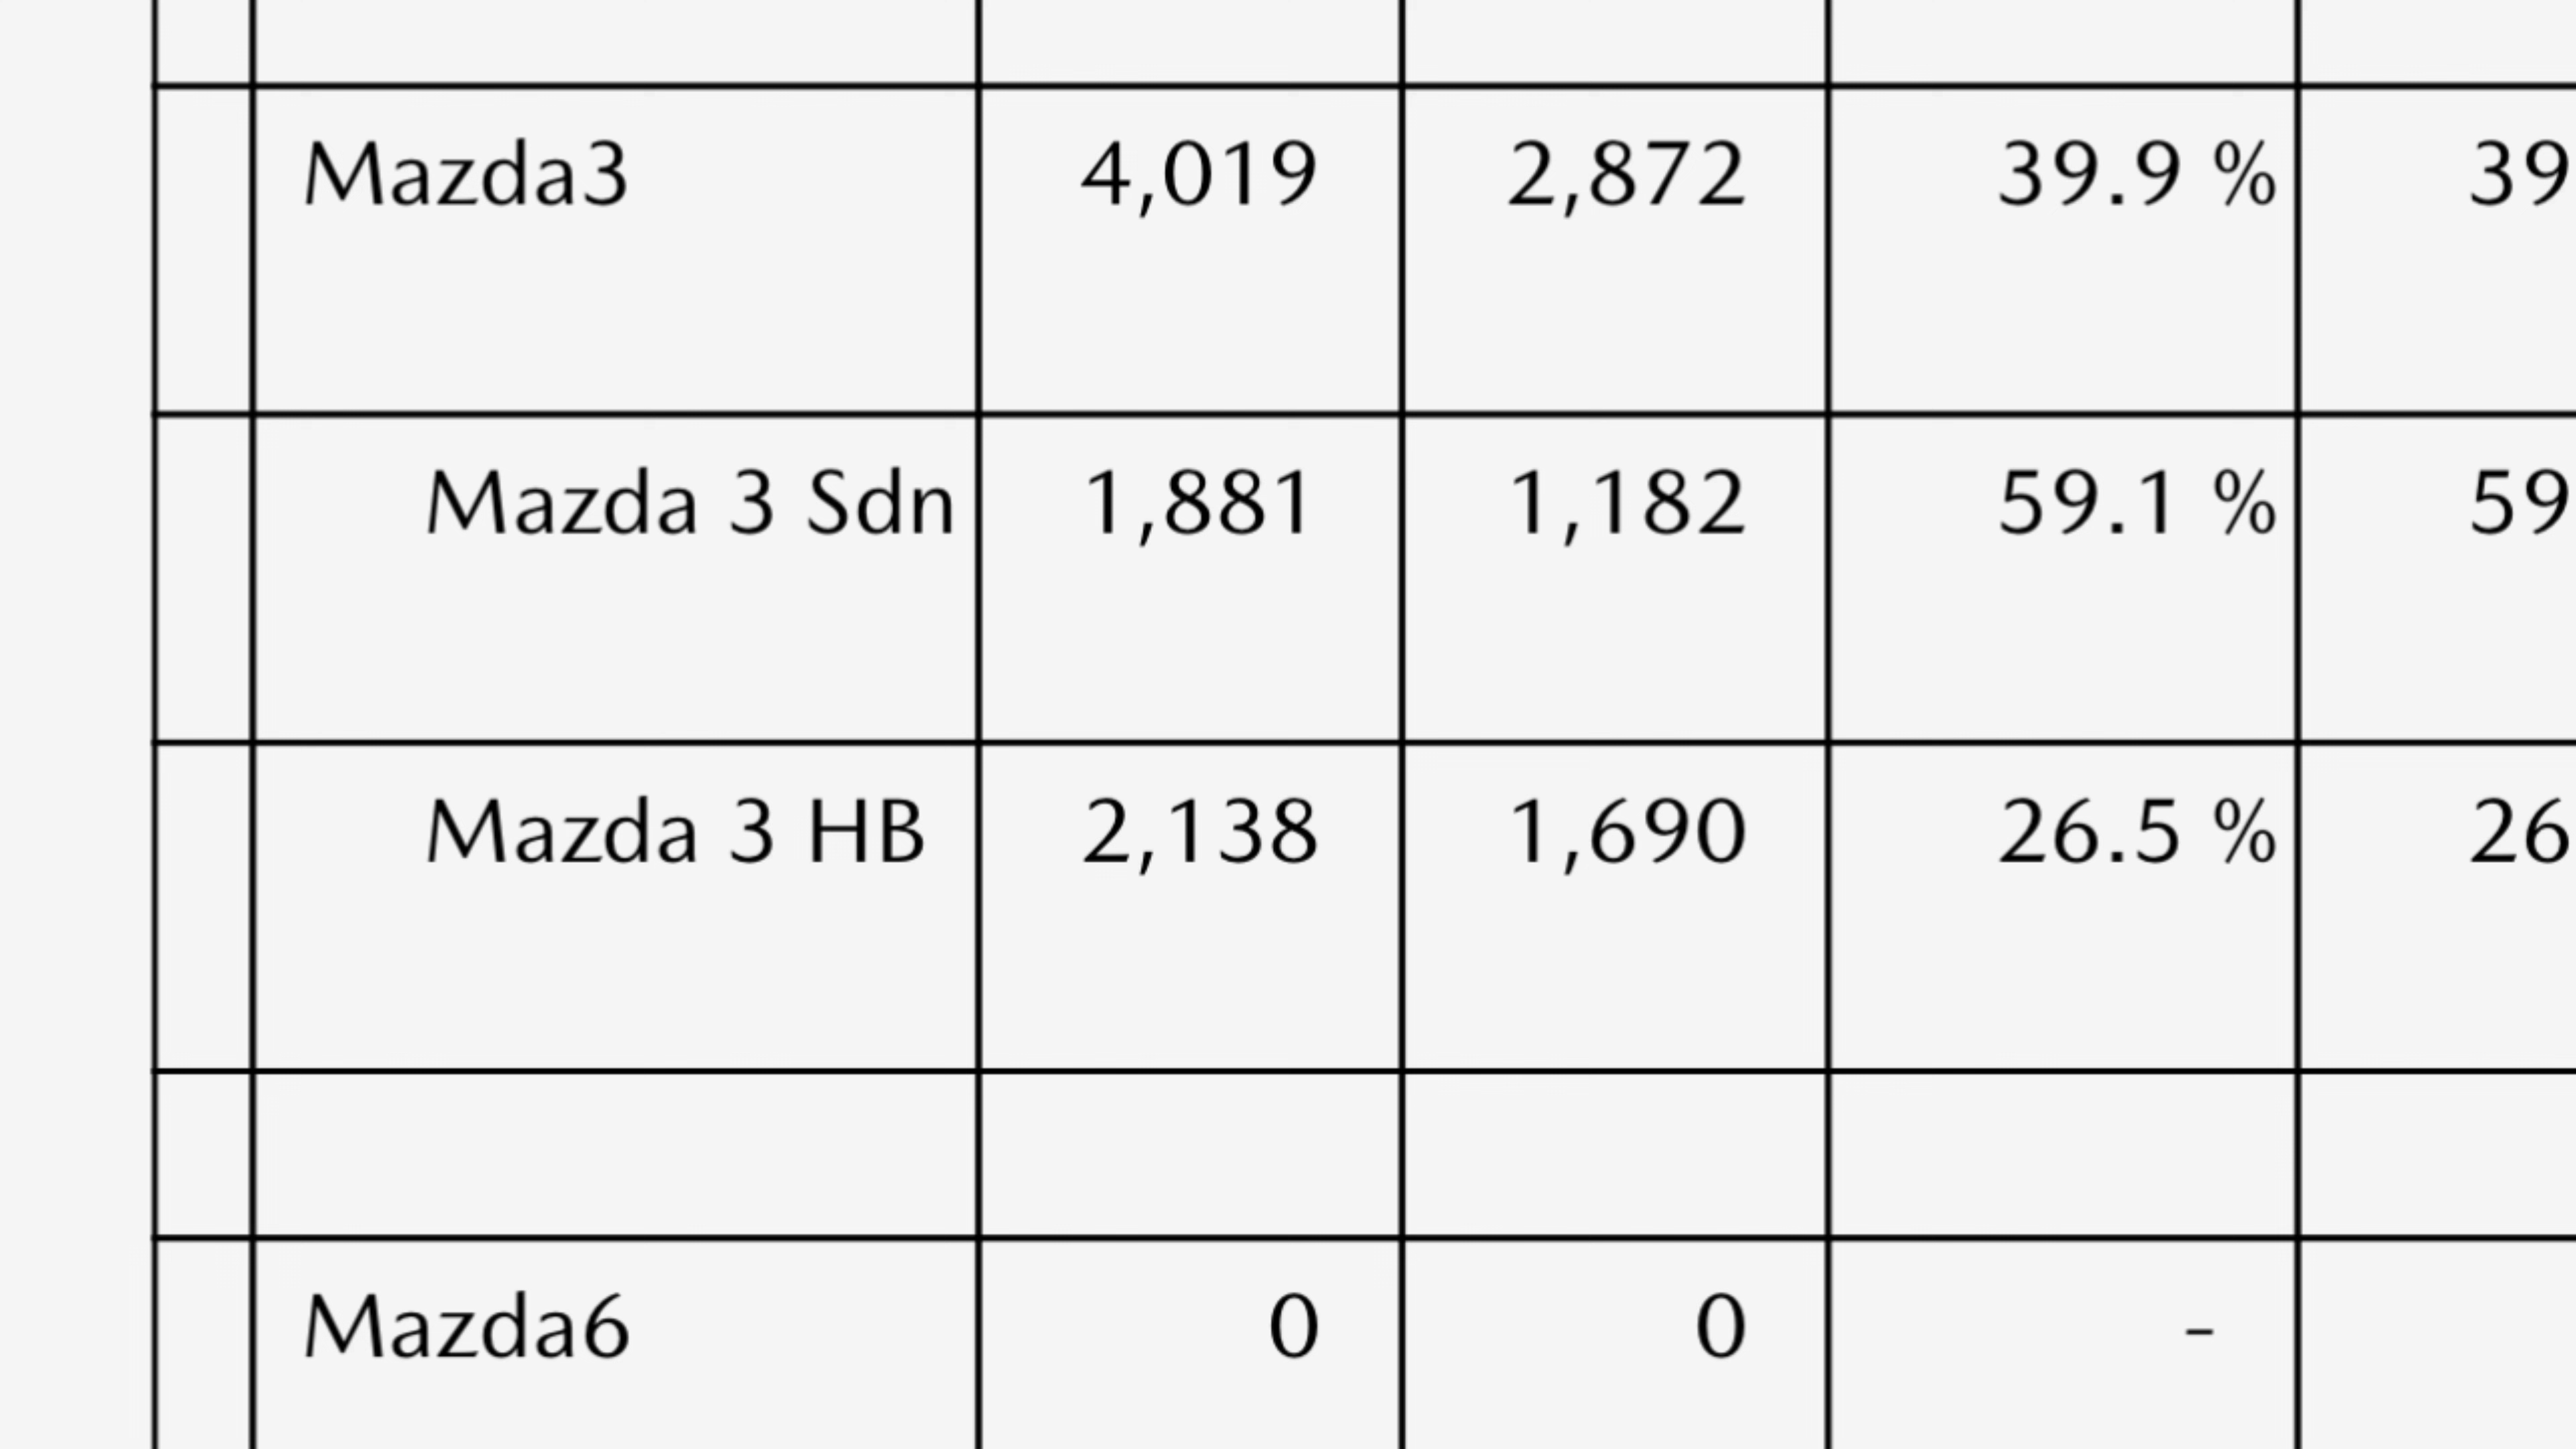 Mazda3 4,019 2,872 39.9 % 39
Mazda 3 Sdn 1,881 1,182 59.1 % 59
Mazda 3 HB 2,138 1,690 26.5 % 26
Mazda6 0 0 -